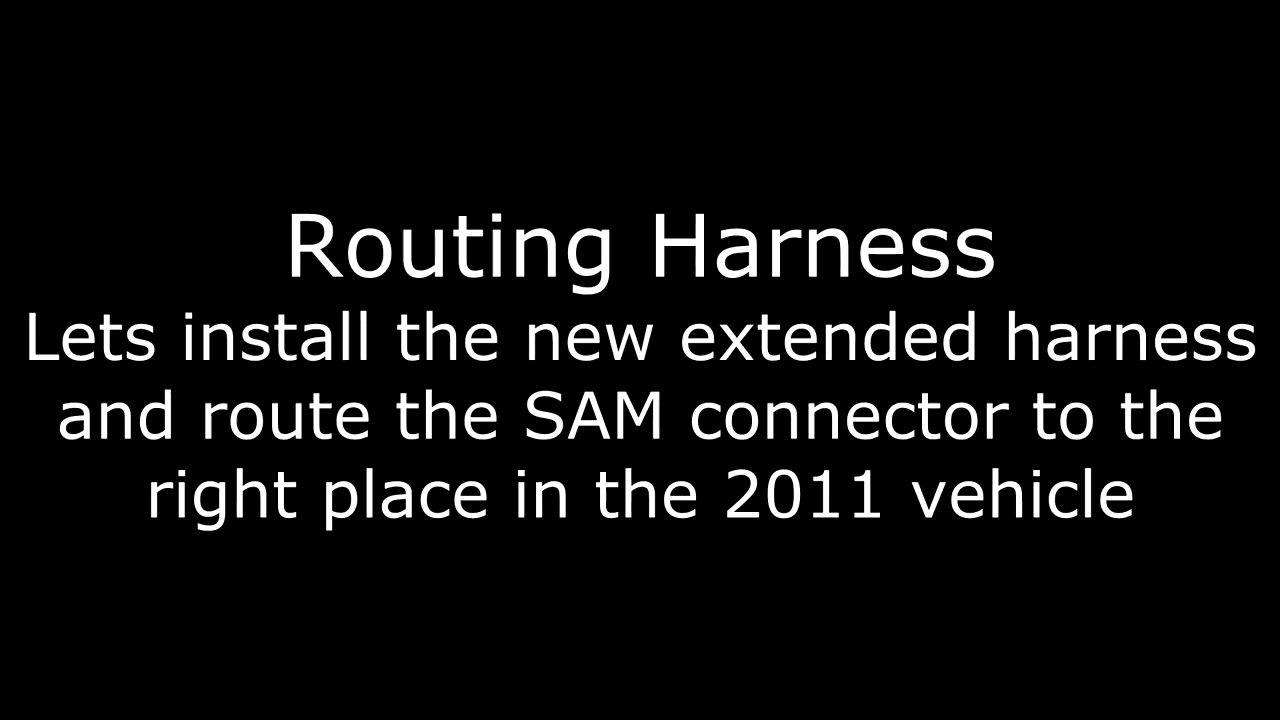 Routing Harness
Lets install the new extended harness
and route the SAM connector to the
right place in the 2011 vehicle